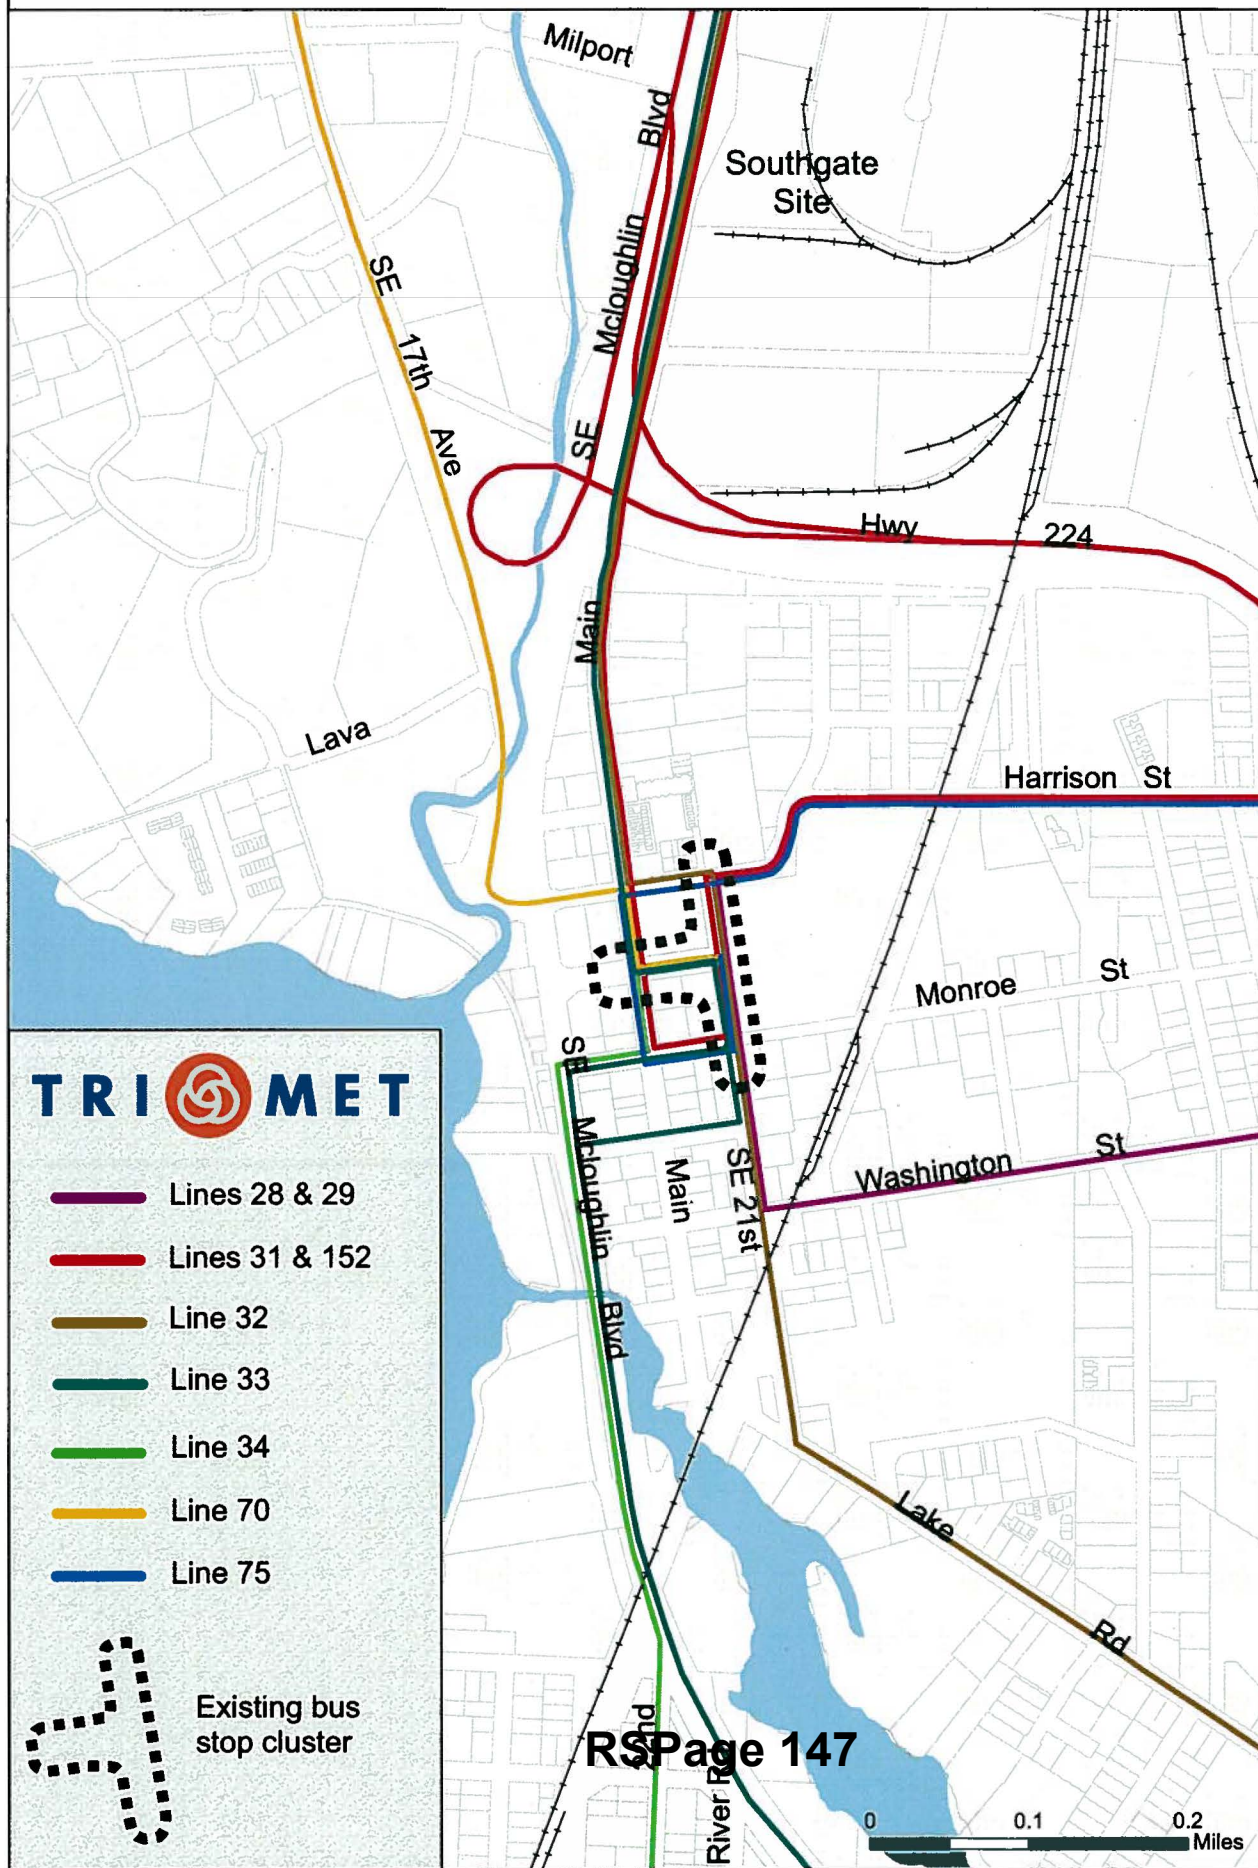 Milport
Blvd
Southgate
Site
Mcloughlin
SE
SE
17th
Ave
Hwy 224
Main
Lava
Harrison St
Monroe St
SE
Mcloughlin
Blvd
Main
SE 21st
Washington St
TRI MET
Lines 28 & 29
Lines 31 & 152
Line 32
Line 33
Line 34
Line 70
Line 75
Existing bus
stop cluster
Lake
Rd
RSPage 147
River
0 0.1 0.2
Miles